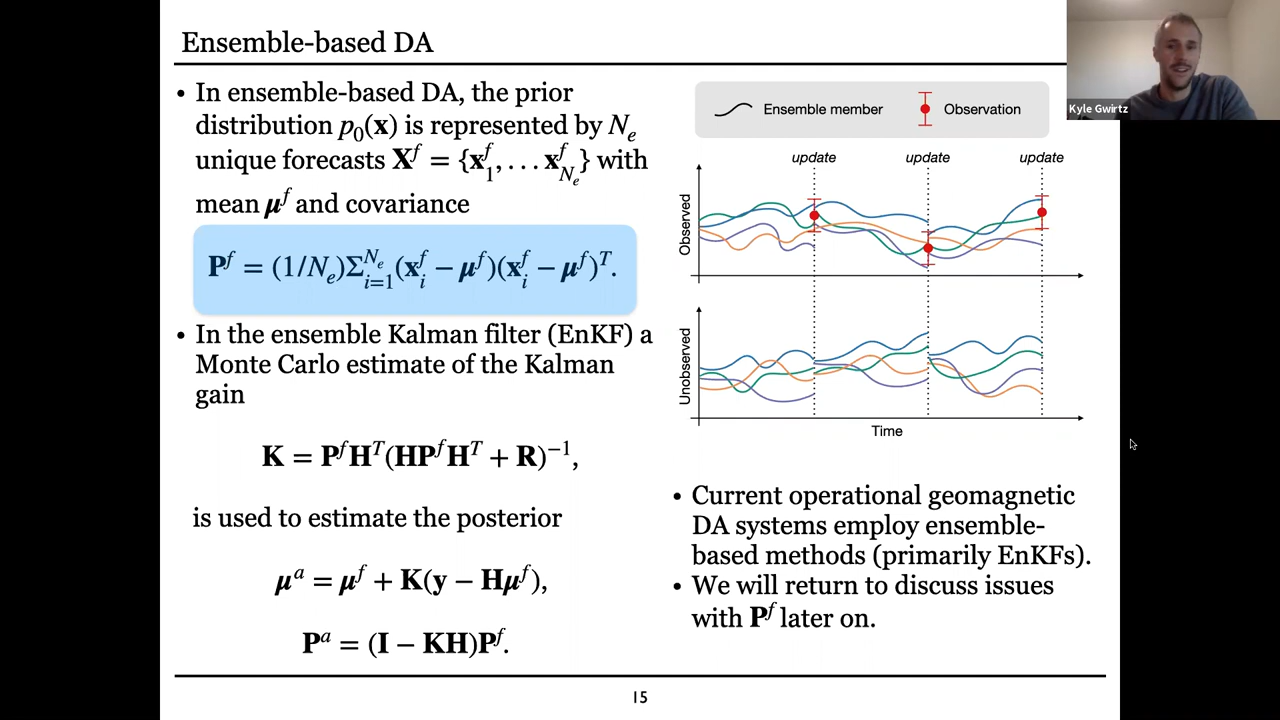 Ensemble-based DA
• In ensemble-based DA, the prior
distribution p₀(x) is represented by Nₑ
unique forecasts Xᶠ = {x₁ᶠ, . . . x_{Nₑ}ᶠ} with
mean μᶠ and covariance
Pᶠ = (1/Nₑ)Σ_{i=1}^{Nₑ}(xᵢᶠ − μᶠ)(xᵢᶠ − μᶠ)ᵀ.
• In the ensemble Kalman filter (EnKF) a
Monte Carlo estimate of the Kalman
gain
K = PᶠHᵀ(HPᶠHᵀ + R)⁻¹,
is used to estimate the posterior
μᵃ = μᶠ + K(y − Hμᶠ),
Pᵃ = (I − KH)Pᶠ.
Ensemble member
Observation
update
update
update
Observed
Unobserved
Time
• Current operational geomagnetic
DA systems employ ensemble-
based methods (primarily EnKFs).
• We will return to discuss issues
with Pᶠ later on.
15
Kyle Gwirtz